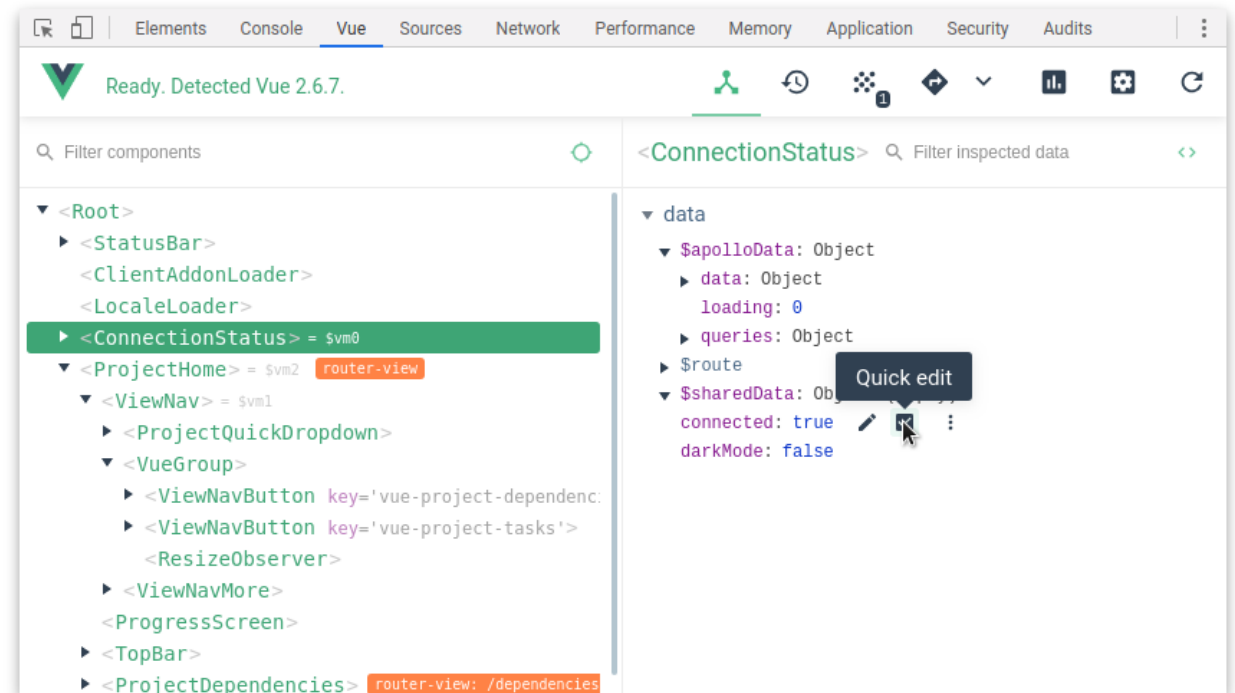 Elements Console Vue Sources Network Performance Memory Application Security Audits
Ready. Detected Vue 2.6.7.
1
Filter components
<Root>
<StatusBar>
<ClientAddonLoader>
<LocaleLoader>
<ConnectionStatus> = $vm0
<ProjectHome> = $vm2 router-view
<ViewNav> = $vm1
<ProjectQuickDropdown>
<VueGroup>
<ViewNavButton key='vue-project-dependenc
<ViewNavButton key='vue-project-tasks'>
<ResizeObserver>
<ViewNavMore>
<ProgressScreen>
<TopBar>
<ProjectDependencies> router-view: /dependencies
<ConnectionStatus> Filter inspected data <>
data
$apolloData: Object
data: Object
loading: 0
queries: Object
$route
Quick edit
$sharedData:
connected: true
darkMode: false